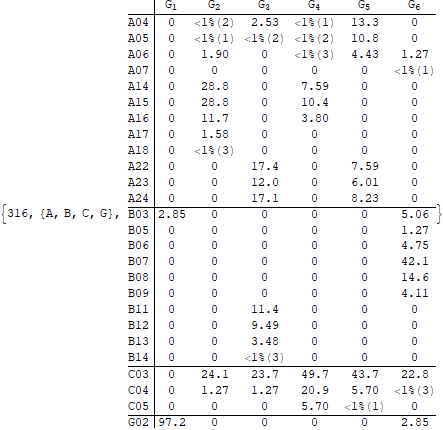 G1 G2 G3 G4 G5 G6
A04 0 <1%(2) 2.53 <1%(1) 13.3 0
A05 0 <1%(1) <1%(2) <1%(2) 10.8 0
A06 0 1.90 0 <1%(3) 4.43 1.27
A07 0 0 0 0 0 <1%(1)
A14 0 28.8 0 7.59 0 0
A15 0 28.8 0 10.4 0 0
A16 0 11.7 0 3.80 0 0
A17 0 1.58 0 0 0 0
A18 0 <1%(3) 0 0 0 0
A22 0 0 17.4 0 7.59 0
A23 0 0 12.0 0 6.01 0
A24 0 0 17.1 0 8.23 0
{316, {A, B, C, G}, B03 2.85 0 0 0 0 5.06 }
B05 0 0 0 0 0 1.27
B06 0 0 0 0 0 4.75
B07 0 0 0 0 0 42.1
B08 0 0 0 0 0 14.6
B09 0 0 0 0 0 4.11
B11 0 0 11.4 0 0 0
B12 0 0 9.49 0 0 0
B13 0 0 3.48 0 0 0
B14 0 0 <1%(3) 0 0 0
C03 0 24.1 23.7 49.7 43.7 22.8
C04 0 1.27 1.27 20.9 5.70 <1%(3)
C05 0 0 0 5.70 <1%(1) 0
G02 97.2 0 0 0 0 2.85